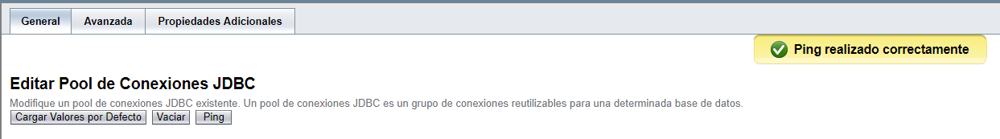 General Avanzada Propiedades Adicionales
Ping realizado correctamente
Editar Pool de Conexiones JDBC
Modifique un pool de conexiones JDBC existente. Un pool de conexiones JDBC es un grupo de conexiones reutilizables para una determinada base de datos.
Cargar Valores por Defecto Vaciar Ping